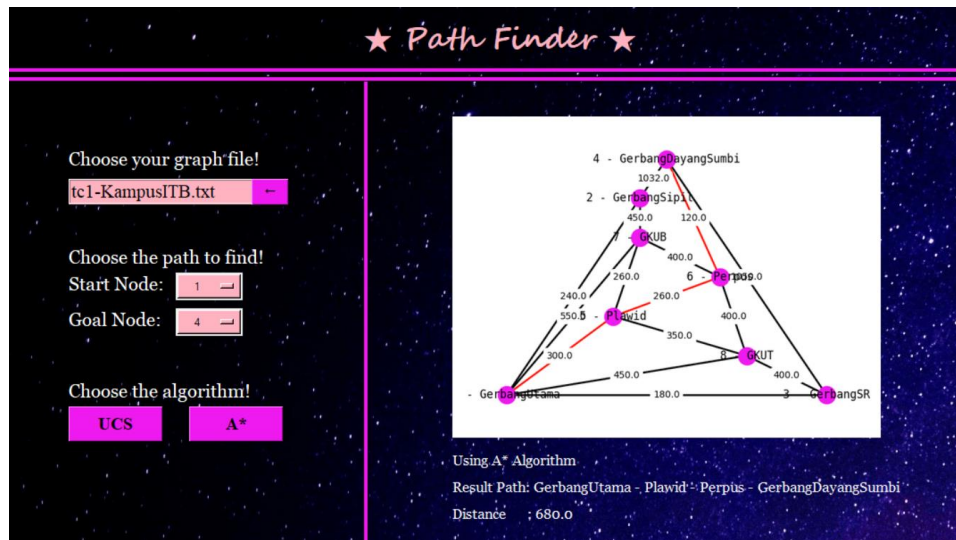 ★ Path Finder ★
Choose your graph file!
tc1-KampusITB.txt ←
Choose the path to find!
Start Node: 1
Goal Node: 4
Choose the algorithm!
UCS A*
4 - GerbangDayangSumbi
1032.0
2 - GerbangSipil
450.0 120.0
7 - GKUB
400.0
260.0 6 - Perpus
240.0 260.0
550.0 5 - Plawid 400.0
350.0
300.0 8 - GKUT
450.0 400.0
- GerbangUtama 180.0 3 - GerbangSR
Using A* Algorithm
Result Path: GerbangUtama - Plawid - Perpus - GerbangDayangSumbi
Distance : 680.0